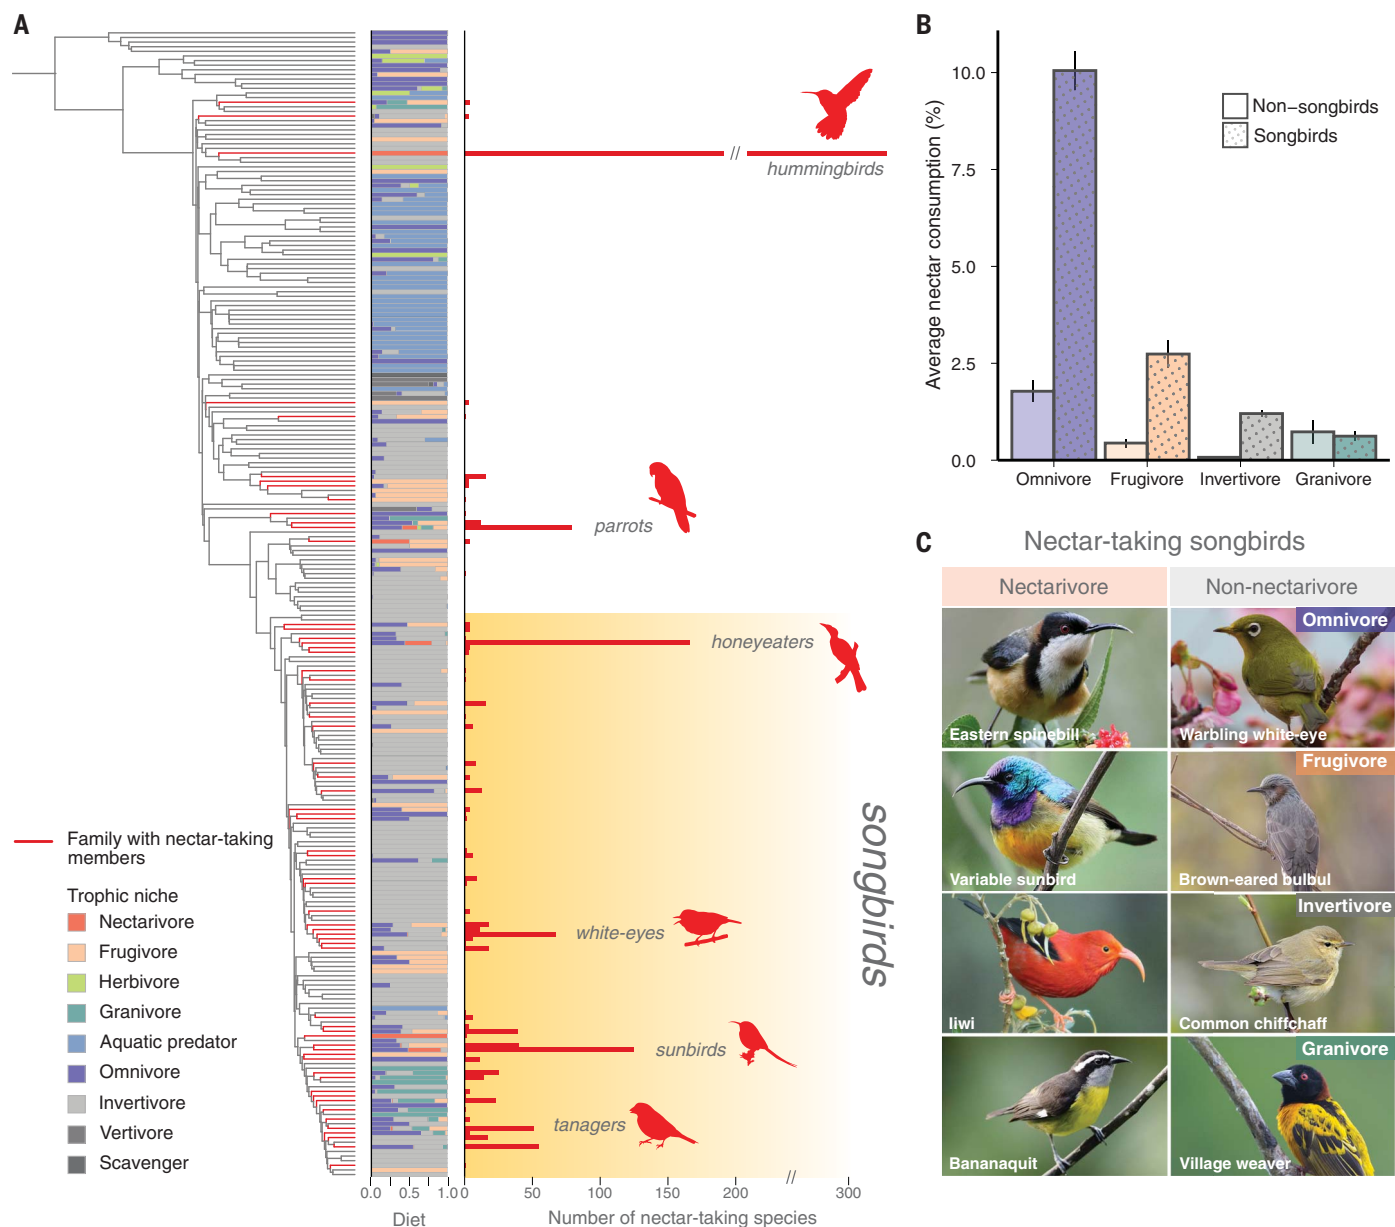 A
hummingbirds
parrots
honeyeaters
songbirds
white-eyes
sunbirds
tanagers
Family with nectar-taking
members
Trophic niche
Nectarivore
Frugivore
Herbivore
Granivore
Aquatic predator
Omnivore
Invertivore
Vertivore
Scavenger
0.0 0.5 1.0
Diet
0 50 100 150 200 // 300
Number of nectar-taking species
//
B
Average nectar consumption (%)
10.0
7.5
5.0
2.5
0.0
Non-songbirds
Songbirds
Omnivore Frugivore Invertivore Granivore
C
Nectar-taking songbirds
Nectarivore Non-nectarivore
Omnivore
Eastern spinebill Warbling white-eye
Frugivore
Variable sunbird Brown-eared bulbul
Invertivore
Iiwi Common chiffchaff
Granivore
Bananaquit Village weaver